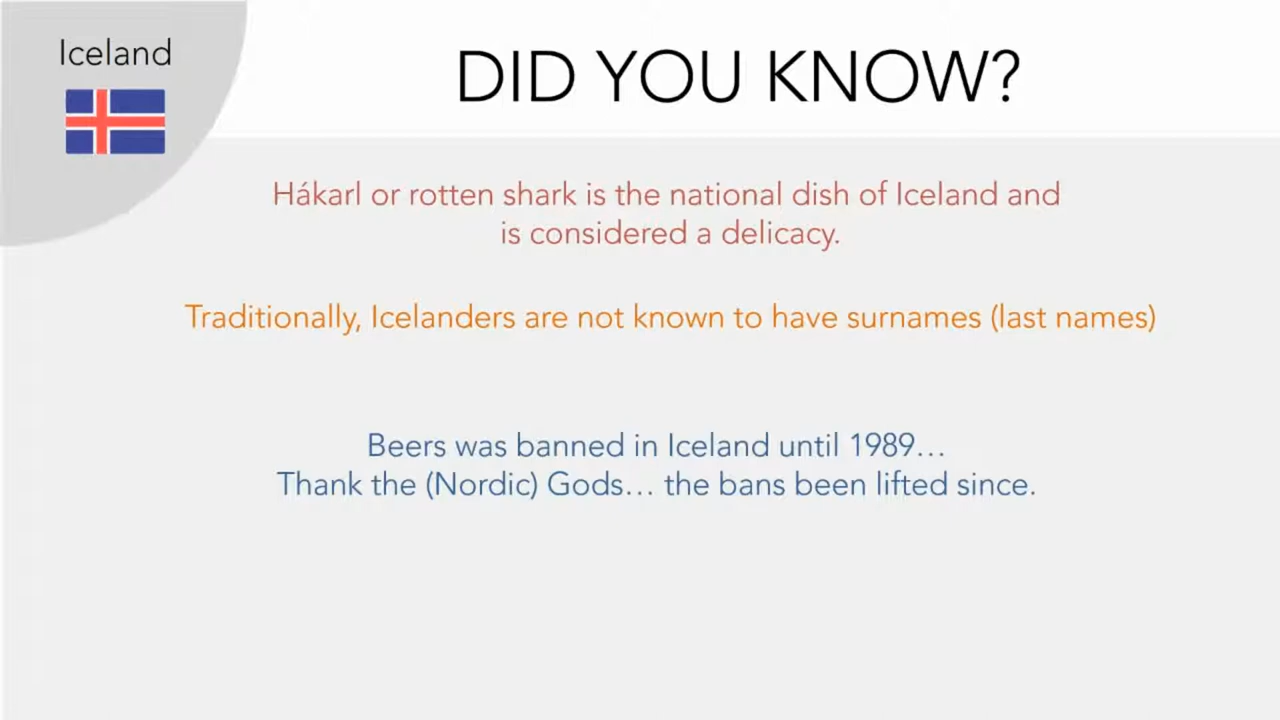 Iceland
DID YOU KNOW?
Hákarl or rotten shark is the national dish of Iceland and
is considered a delicacy.
Traditionally, Icelanders are not known to have surnames (last names)
Beers was banned in Iceland until 1989…
Thank the (Nordic) Gods… the bans been lifted since.